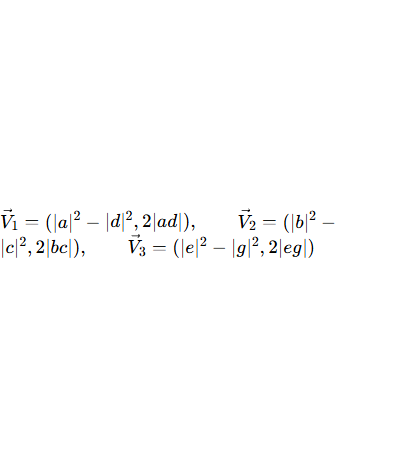 $\vec{V}_1 = (|a|^2 - |d|^2, 2|ad|), \qquad \vec{V}_2 = (|b|^2 -$
$|c|^2, 2|bc|), \qquad \vec{V}_3 = (|e|^2 - |g|^2, 2|eg|)$